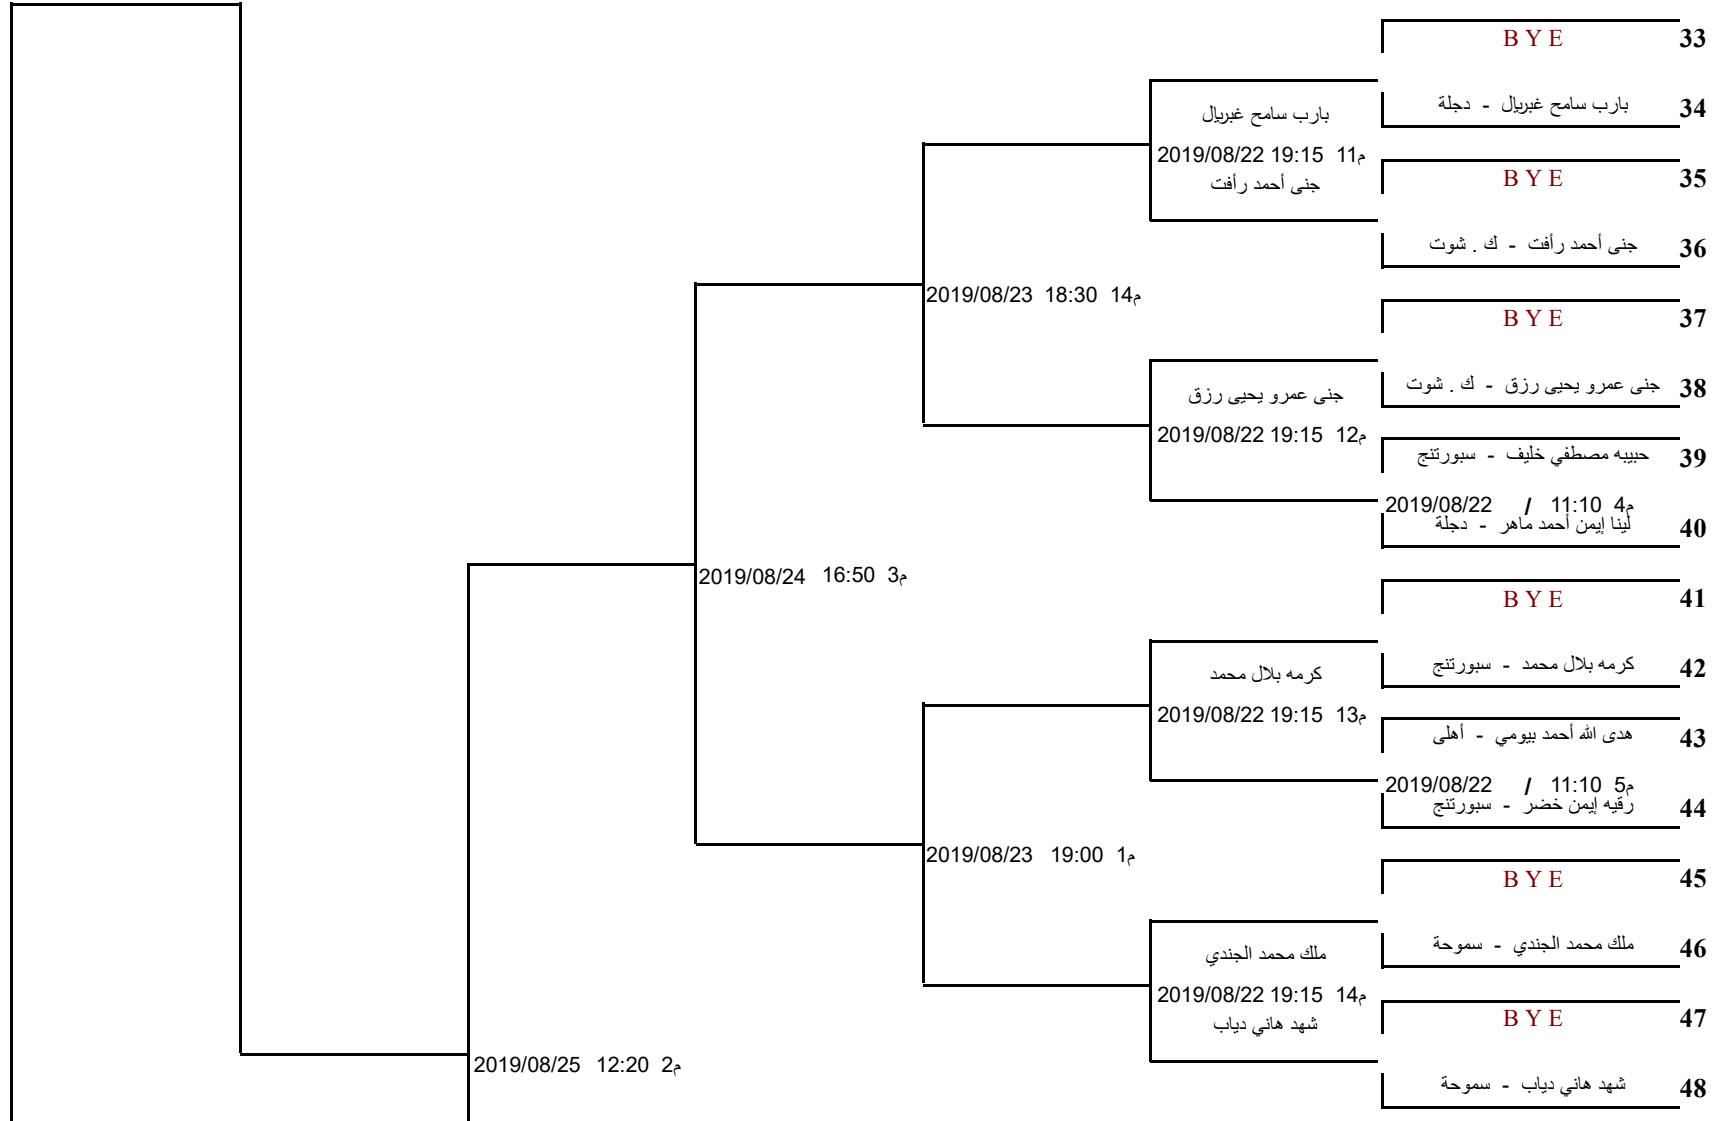 B Y E 33
بارب سامح غبريال - دجلة 34
بارب سامح غبريال
2019/08/22 19:15 م11
جنى أحمد رأفت
B Y E 35
جنى أحمد رأفت - ك . شوت 36
2019/08/23 18:30 م14
B Y E 37
جنى عمرو يحيى رزق - ك . شوت 38
جنى عمرو يحيى رزق
2019/08/22 19:15 م12
حبيبه مصطفي خليف - سبورتنج 39
2019/08/22 / 11:10 م4
لينا إيمن أحمد ماهر - دجلة 40
2019/08/24 16:50 م3
B Y E 41
كرمه بلال محمد - سبورتنج 42
كرمه بلال محمد
2019/08/22 19:15 م13
هدى الله أحمد بيومي - أهلى 43
2019/08/22 / 11:10 م5
رقيه إيمن خضر - سبورتنج 44
2019/08/23 19:00 م1
B Y E 45
ملك محمد الجندي - سموحة 46
ملك محمد الجندي
2019/08/22 19:15 م14
شهد هاني دياب
B Y E 47
2019/08/25 12:20 م2
شهد هاني دياب - سموحة 48